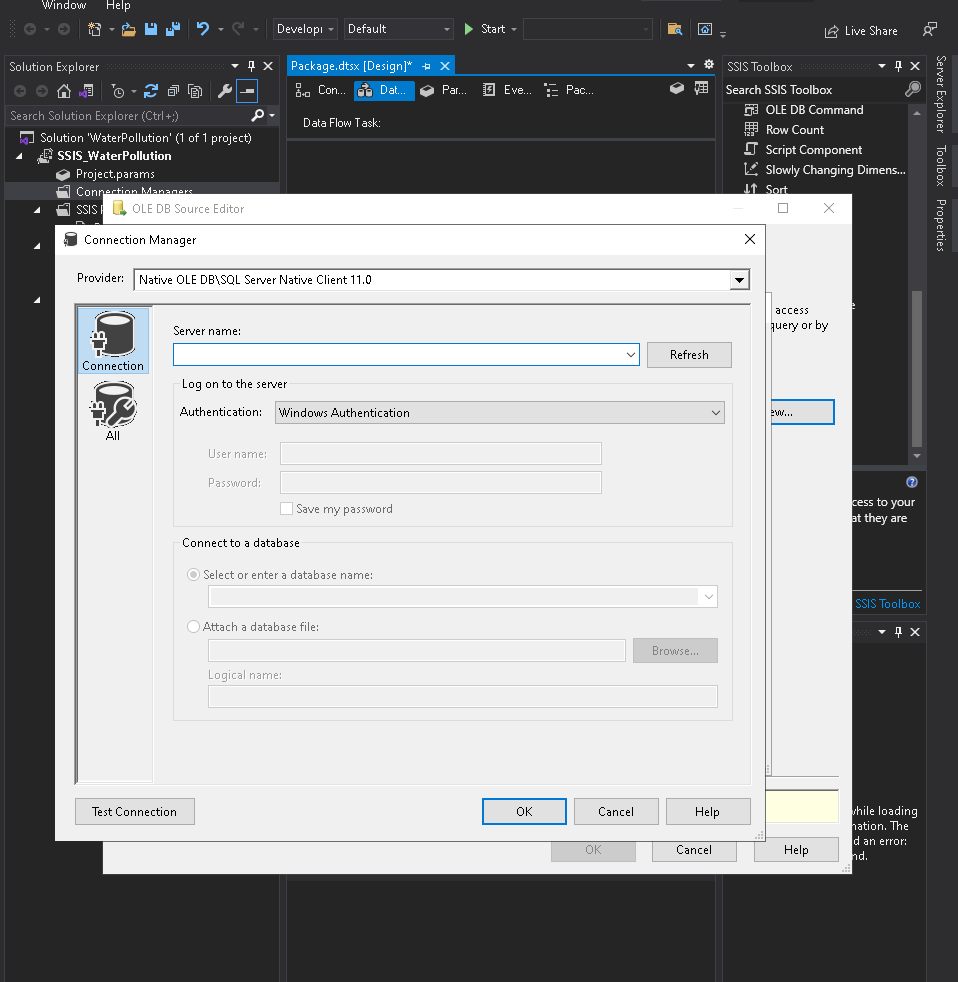 Window Help
Developi Default Start Live Share
Solution Explorer
Search Solution Explorer (Ctrl+;)
Solution 'WaterPollution' (1 of 1 project)
SSIS_WaterPollution
Project.params
Connection Managers
SSIS
Package.dtsx [Design]*
Con... Dat... Par... Eve... Pac...
Data Flow Task:
SSIS Toolbox
Search SSIS Toolbox
OLE DB Command
Row Count
Script Component
Slowly Changing Dimens...
Sort
Server Explorer
Toolbox
Properties
OLE DB Source Editor
Connection Manager
Provider: Native OLE DB\SQL Server Native Client 11.0
Connection
All
Server name:
Refresh
Log on to the server
Authentication: Windows Authentication
User name:
Password:
Save my password
Connect to a database
Select or enter a database name:
Attach a database file:
Browse...
Logical name:
Test Connection OK Cancel Help
access
query or by
ew...
OK Cancel Help
cess to your
at they are
SSIS Toolbox
while loading
nation. The
d an error:
nd.